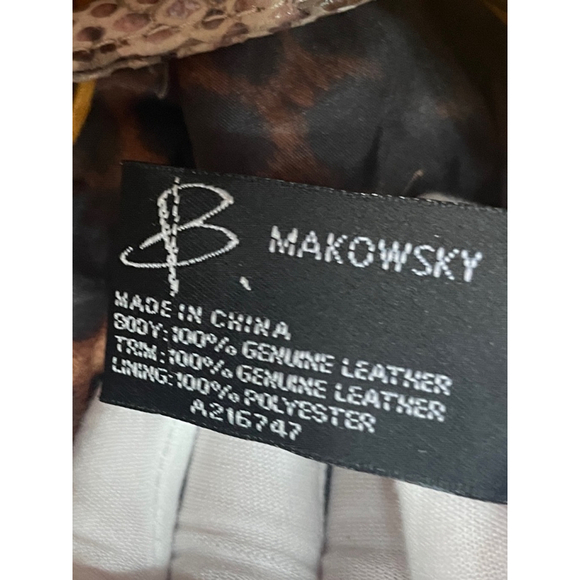 B. MAKOWSKY
MADE IN CHINA
BODY:100% GENUINE LEATHER
TRIM:100% GENUINE LEATHER
LINING:100% POLYESTER
A216747